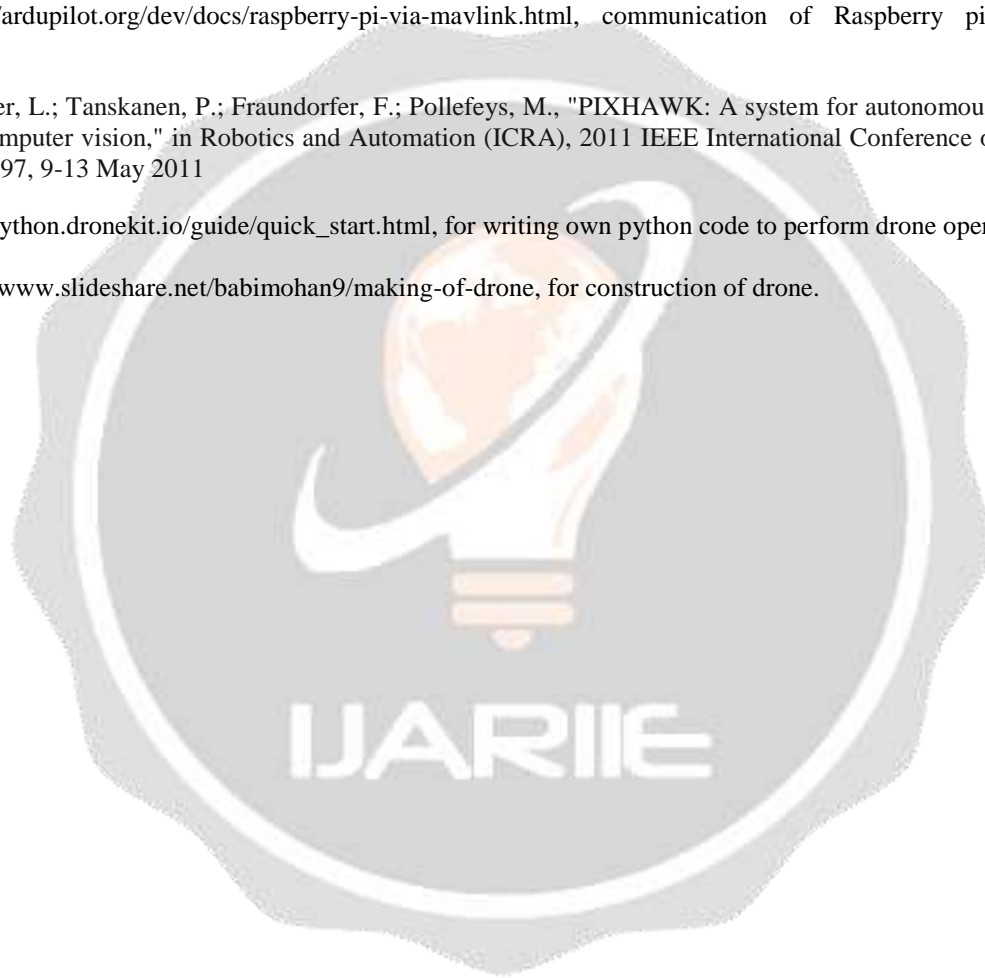 /ardupilot.org/dev/docs/raspberry-pi-via-mavlink.html, communication of Raspberry pi
er, L.; Tanskanen, P.; Fraundorfer, F.; Pollefeys, M., "PIXHAWK: A system for autonomou
mputer vision," in Robotics and Automation (ICRA), 2011 IEEE International Conference o
97, 9-13 May 2011
ython.dronekit.io/guide/quick_start.html, for writing own python code to perform drone oper
www.slideshare.net/babimohan9/making-of-drone, for construction of drone.
IJARIIE